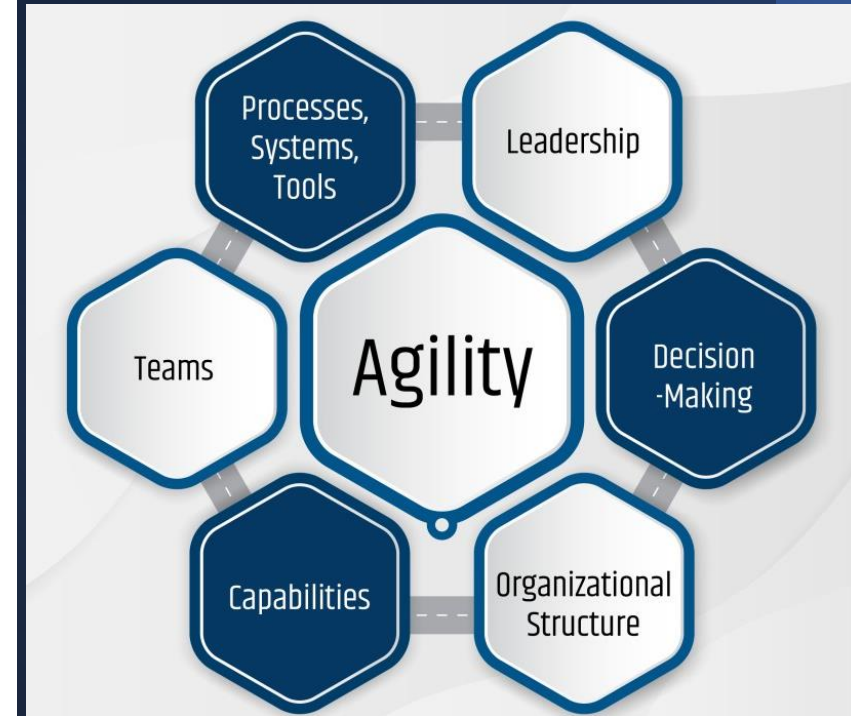 Processes,
Systems,
Tools
Leadership
Teams
Agility
Decision
-Making
Capabilities
Organizational
Structure